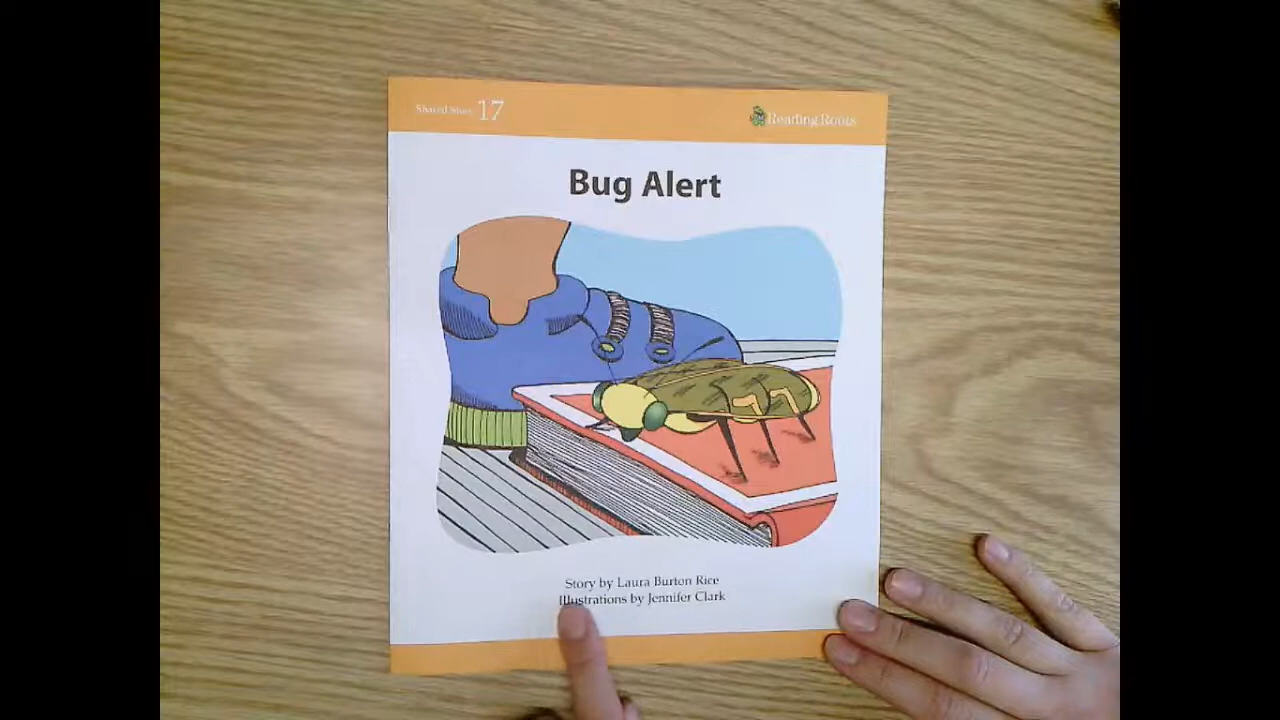 Shared Story 17
Reading Roots
Bug Alert
Story by Laura Burton Rice
Illustrations by Jennifer Clark